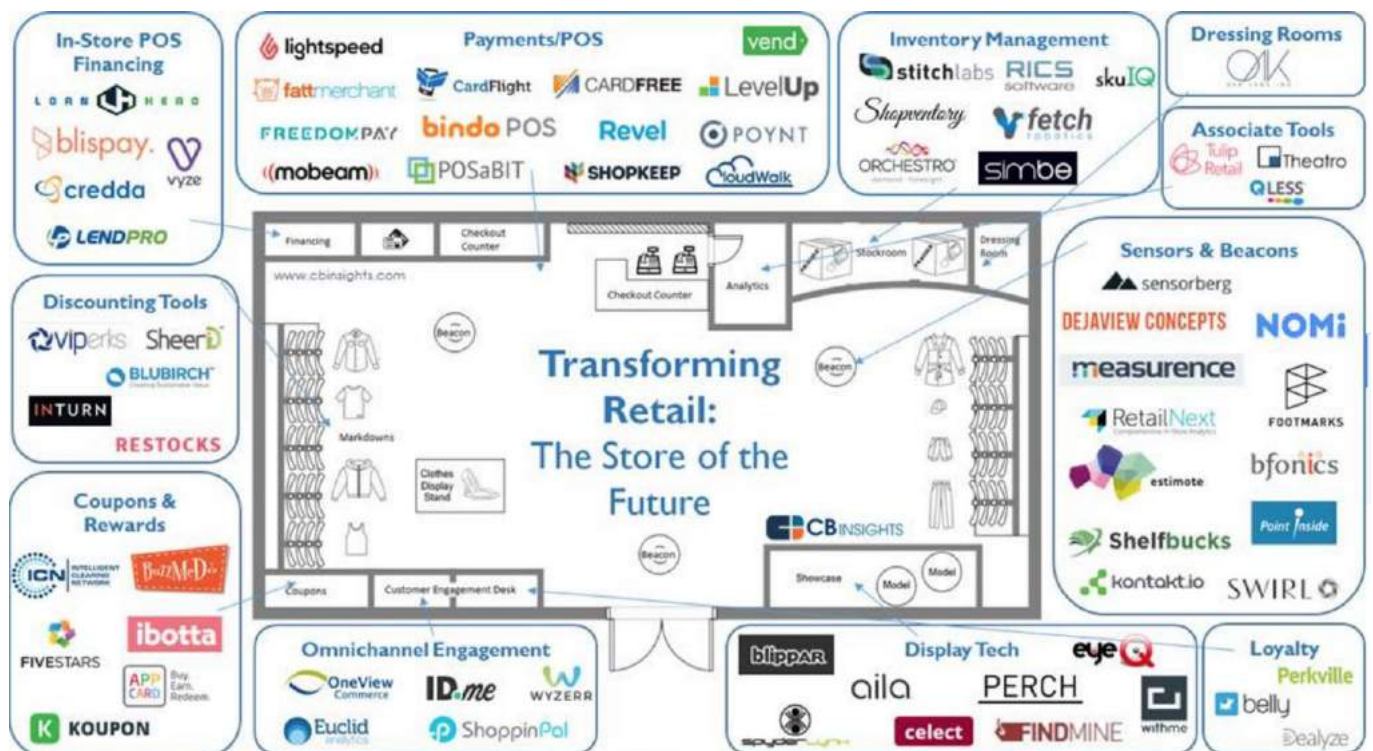 In-Store POS
Financing
LOAN HERO
blispay.
vyze
credda
LENDPRO
Payments/POS
lightspeed
vend
fattmerchant
CardFlight
CARDFREE
LevelUp
FREEDOMPAY
bindo POS
Revel
POYNT
((mobeam))
POSaBIT
SHOPKEEP
CloudWalk
Inventory Management
stitchlabs
RICS
software
skuIQ
Shopventory
fetch
robotics
ORCHESTRO
simbe
Dressing Rooms
OAK
Associate Tools
Tulip
Retail
Theatro
QLESS
Discounting Tools
viperks
SheerID
BLUBIRCH
INTURN
RESTOCKS
Coupons &
Rewards
ICN
INTELLIGENT
CLEARING
NETWORK
BuzzMeDo's
FIVESTARS
ibotta
APP
CARD
Buy.
Earn.
Redeem.
K KOUPON
Financing
Checkout
Counter
www.cbinsights.com
Checkout Counter
Analytics
Stockroom
Dressing
Room
Beacon
Beacon
Transforming
Retail:
The Store of the
Future
Markdowns
Clothes
Display
Stand
CBINSIGHTS
Beacon
Coupons
Customer Engagement Desk
Showcase
Model
Model
Sensors & Beacons
sensorberg
DEJAVIEW CONCEPTS
NOMi
measurence
RetailNext
FOOTMARKS
estimote
bfonics
Shelfbucks
Point Inside
kontakt.io
SWIRL
Omnichannel Engagement
OneView
Commerce
ID.me
WYZERR
Euclid
analytics
ShoppinPal
Display Tech
blippAR
eyeQ
aila
PERCH
withme
SPYDERLYNK
celect
FINDMINE
Loyalty
Perkville
belly
Dealyze